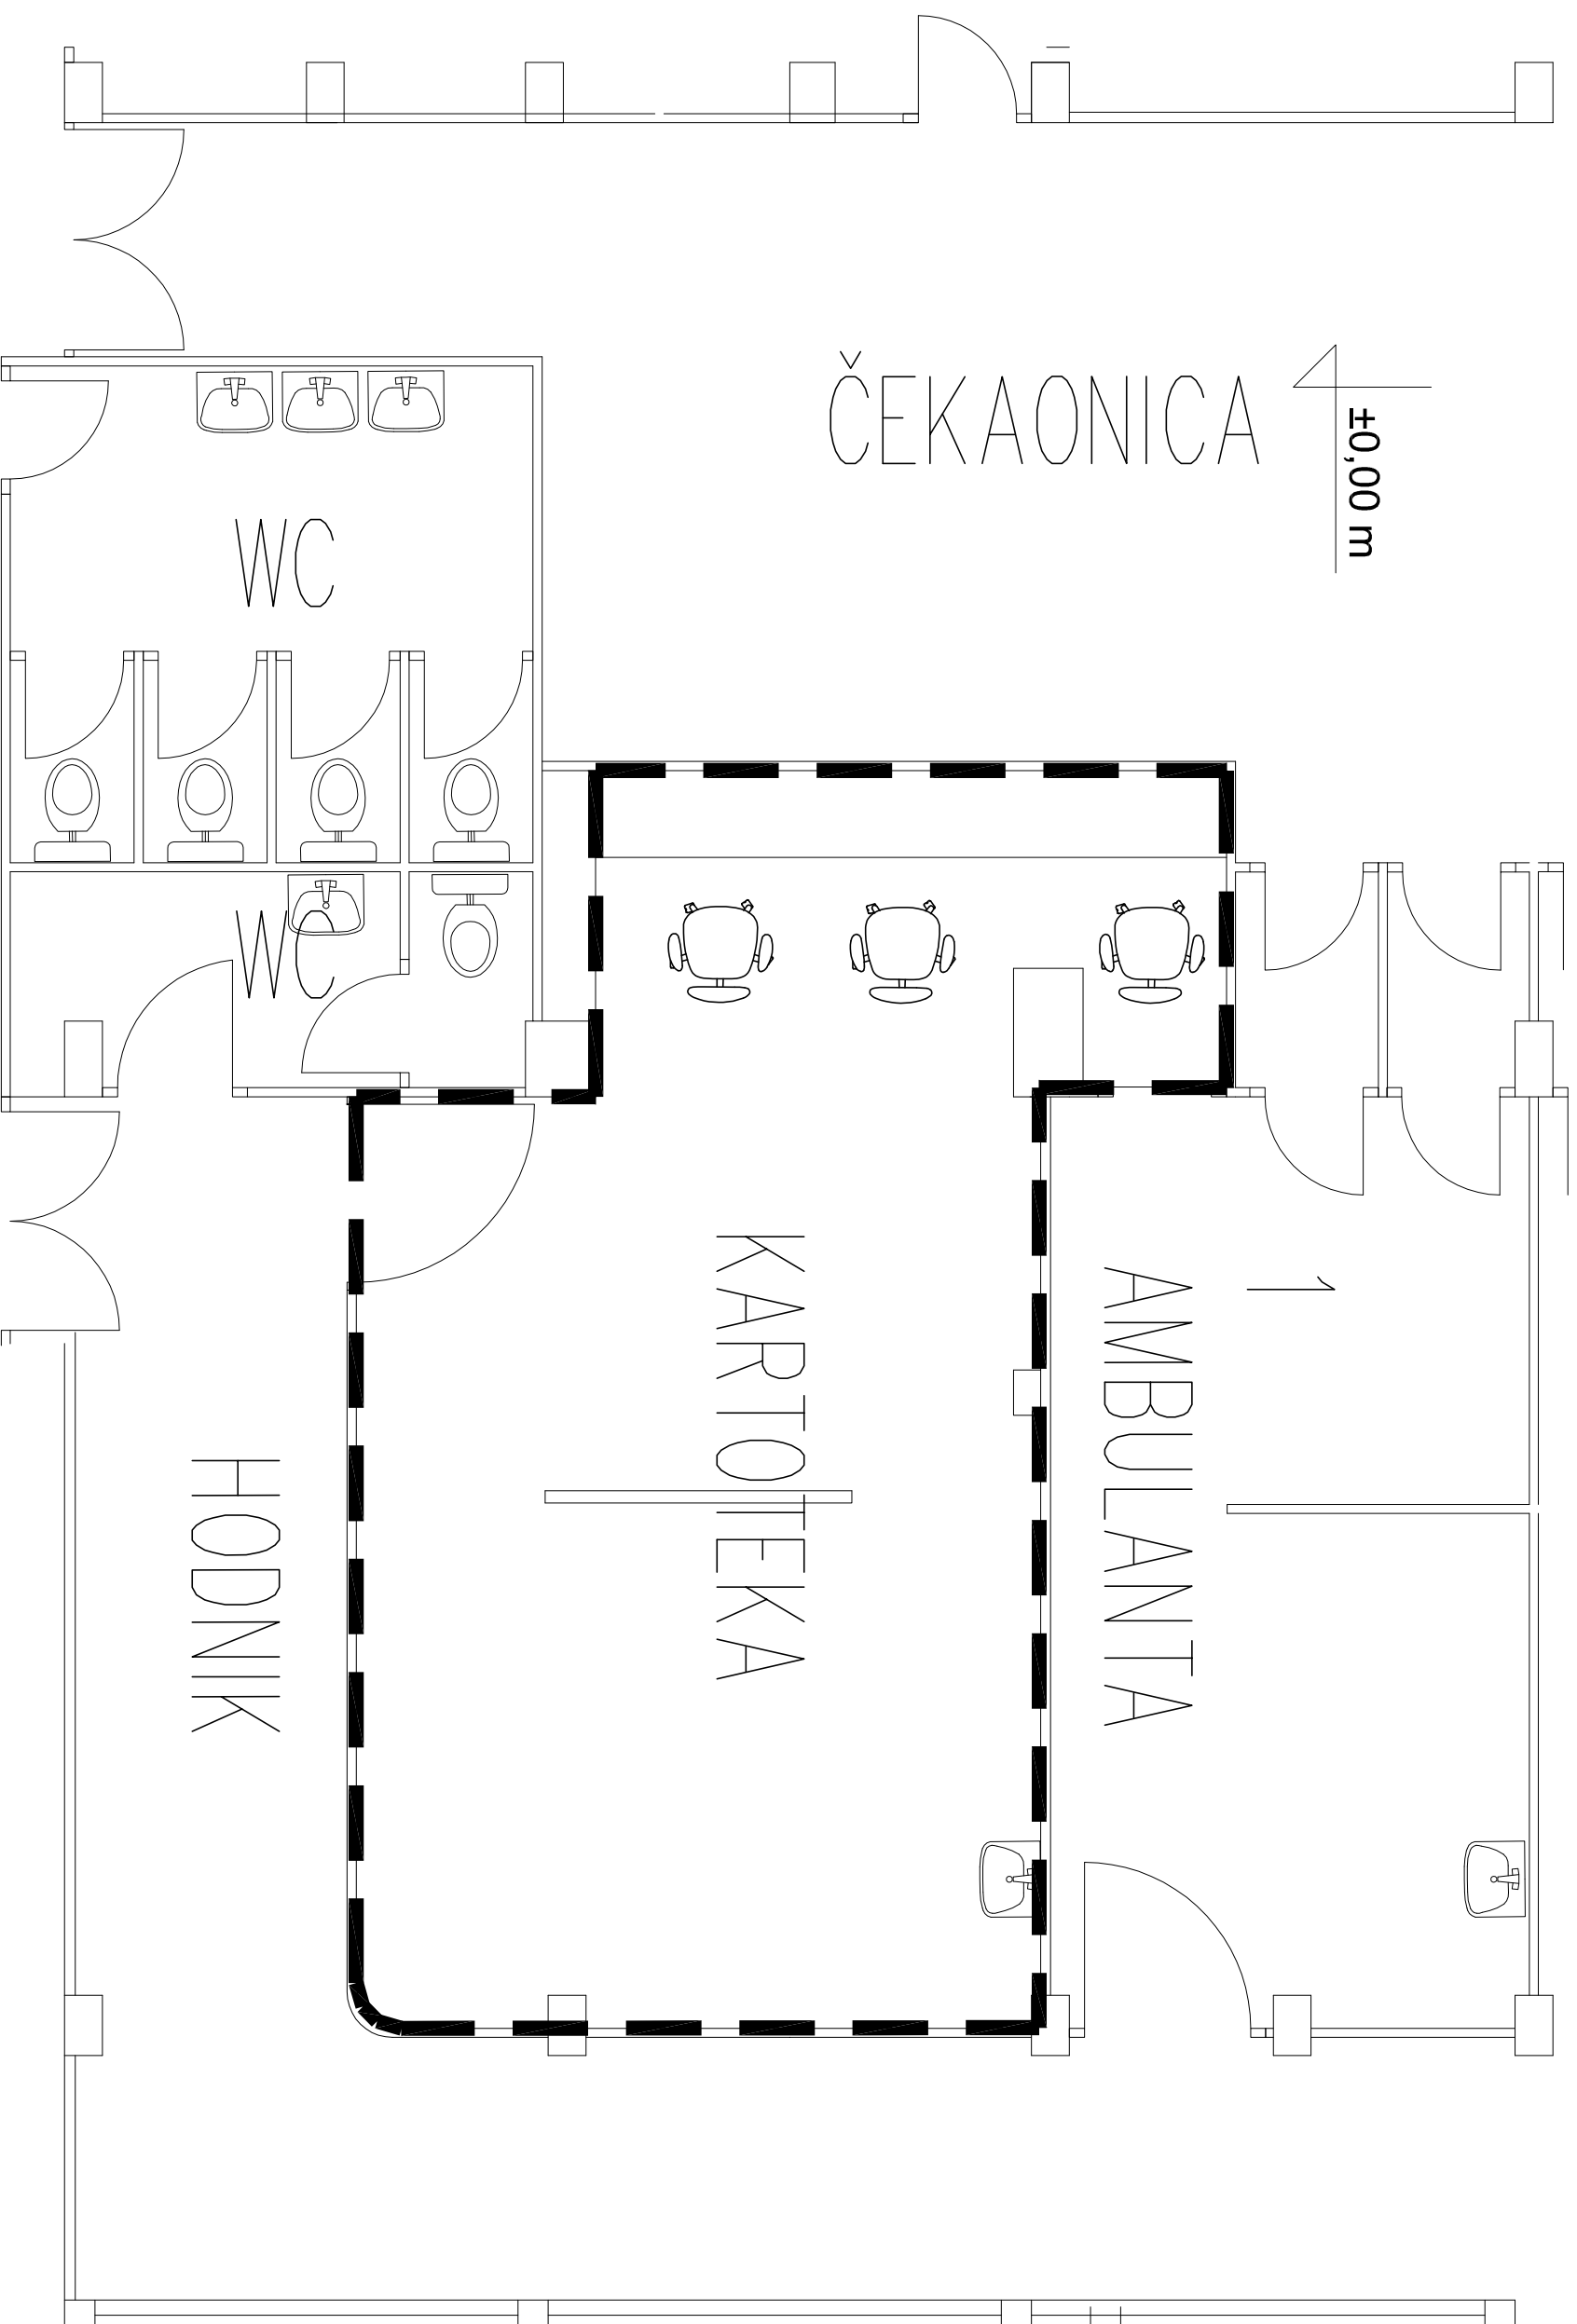 ČEKAONICA
±0,00 m
WC
WC
KARTOTEKA
AMBULANTA
1
HODNIK